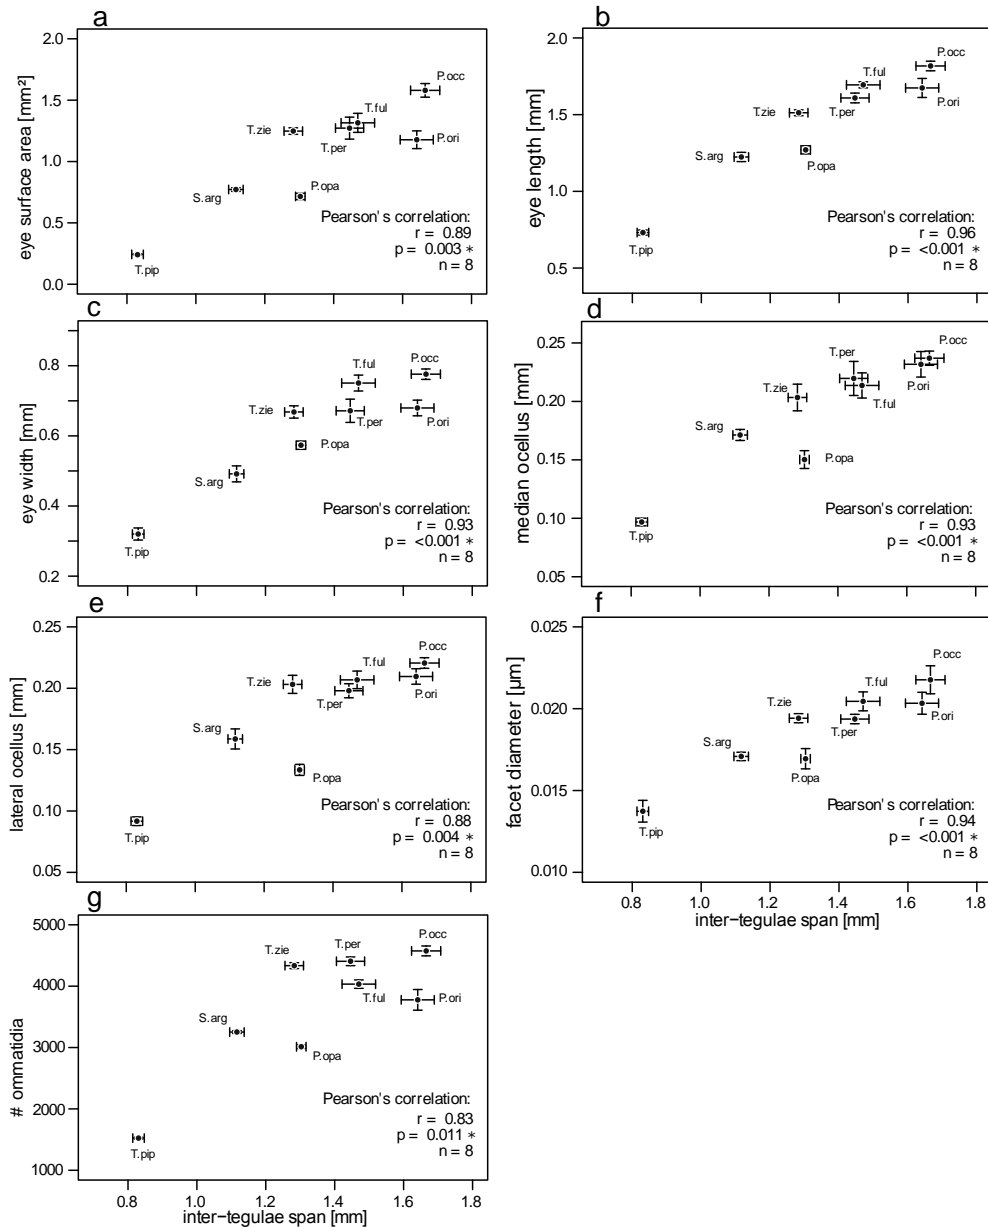 a
eye surface area [mm²]
2.0
1.5
1.0
0.5
0.0
P.occ
T.ful
T.zie
T.per
P.ori
S.arg
P.opa
T.pip
Pearson's correlation:
r = 0.89
p = 0.003 *
n = 8
b
eye length [mm]
2.0
1.5
1.0
0.5
P.occ
T.ful
T.zie
T.per
P.ori
S.arg
P.opa
T.pip
Pearson's correlation:
r = 0.96
p = <0.001 *
n = 8
c
eye width [mm]
0.8
0.6
0.4
0.2
P.occ
T.ful
T.zie
T.per
P.ori
P.opa
S.arg
T.pip
Pearson's correlation:
r = 0.93
p = <0.001 *
n = 8
d
median ocellus [mm]
0.25
0.20
0.15
0.10
0.05
P.occ
T.per
T.zie
P.ori
T.ful
S.arg
P.opa
T.pip
Pearson's correlation:
r = 0.93
p = <0.001 *
n = 8
e
lateral ocellus [mm]
0.25
0.20
0.15
0.10
0.05
P.occ
T.ful
T.zie
T.per
P.ori
S.arg
P.opa
T.pip
Pearson's correlation:
r = 0.88
p = 0.004 *
n = 8
f
facet diameter [µm]
0.025
0.020
0.015
0.010
P.occ
T.ful
T.zie
P.ori
T.per
S.arg
P.opa
T.pip
Pearson's correlation:
r = 0.94
p = <0.001 *
n = 8
0.8 1.0 1.2 1.4 1.6 1.8
inter-tegulae span [mm]
g
# ommatidia
5000
4000
3000
2000
1000
P.occ
T.per
T.zie
T.ful
P.ori
S.arg
P.opa
T.pip
Pearson's correlation:
r = 0.83
p = 0.011 *
n = 8
0.8 1.0 1.2 1.4 1.6 1.8
inter-tegulae span [mm]